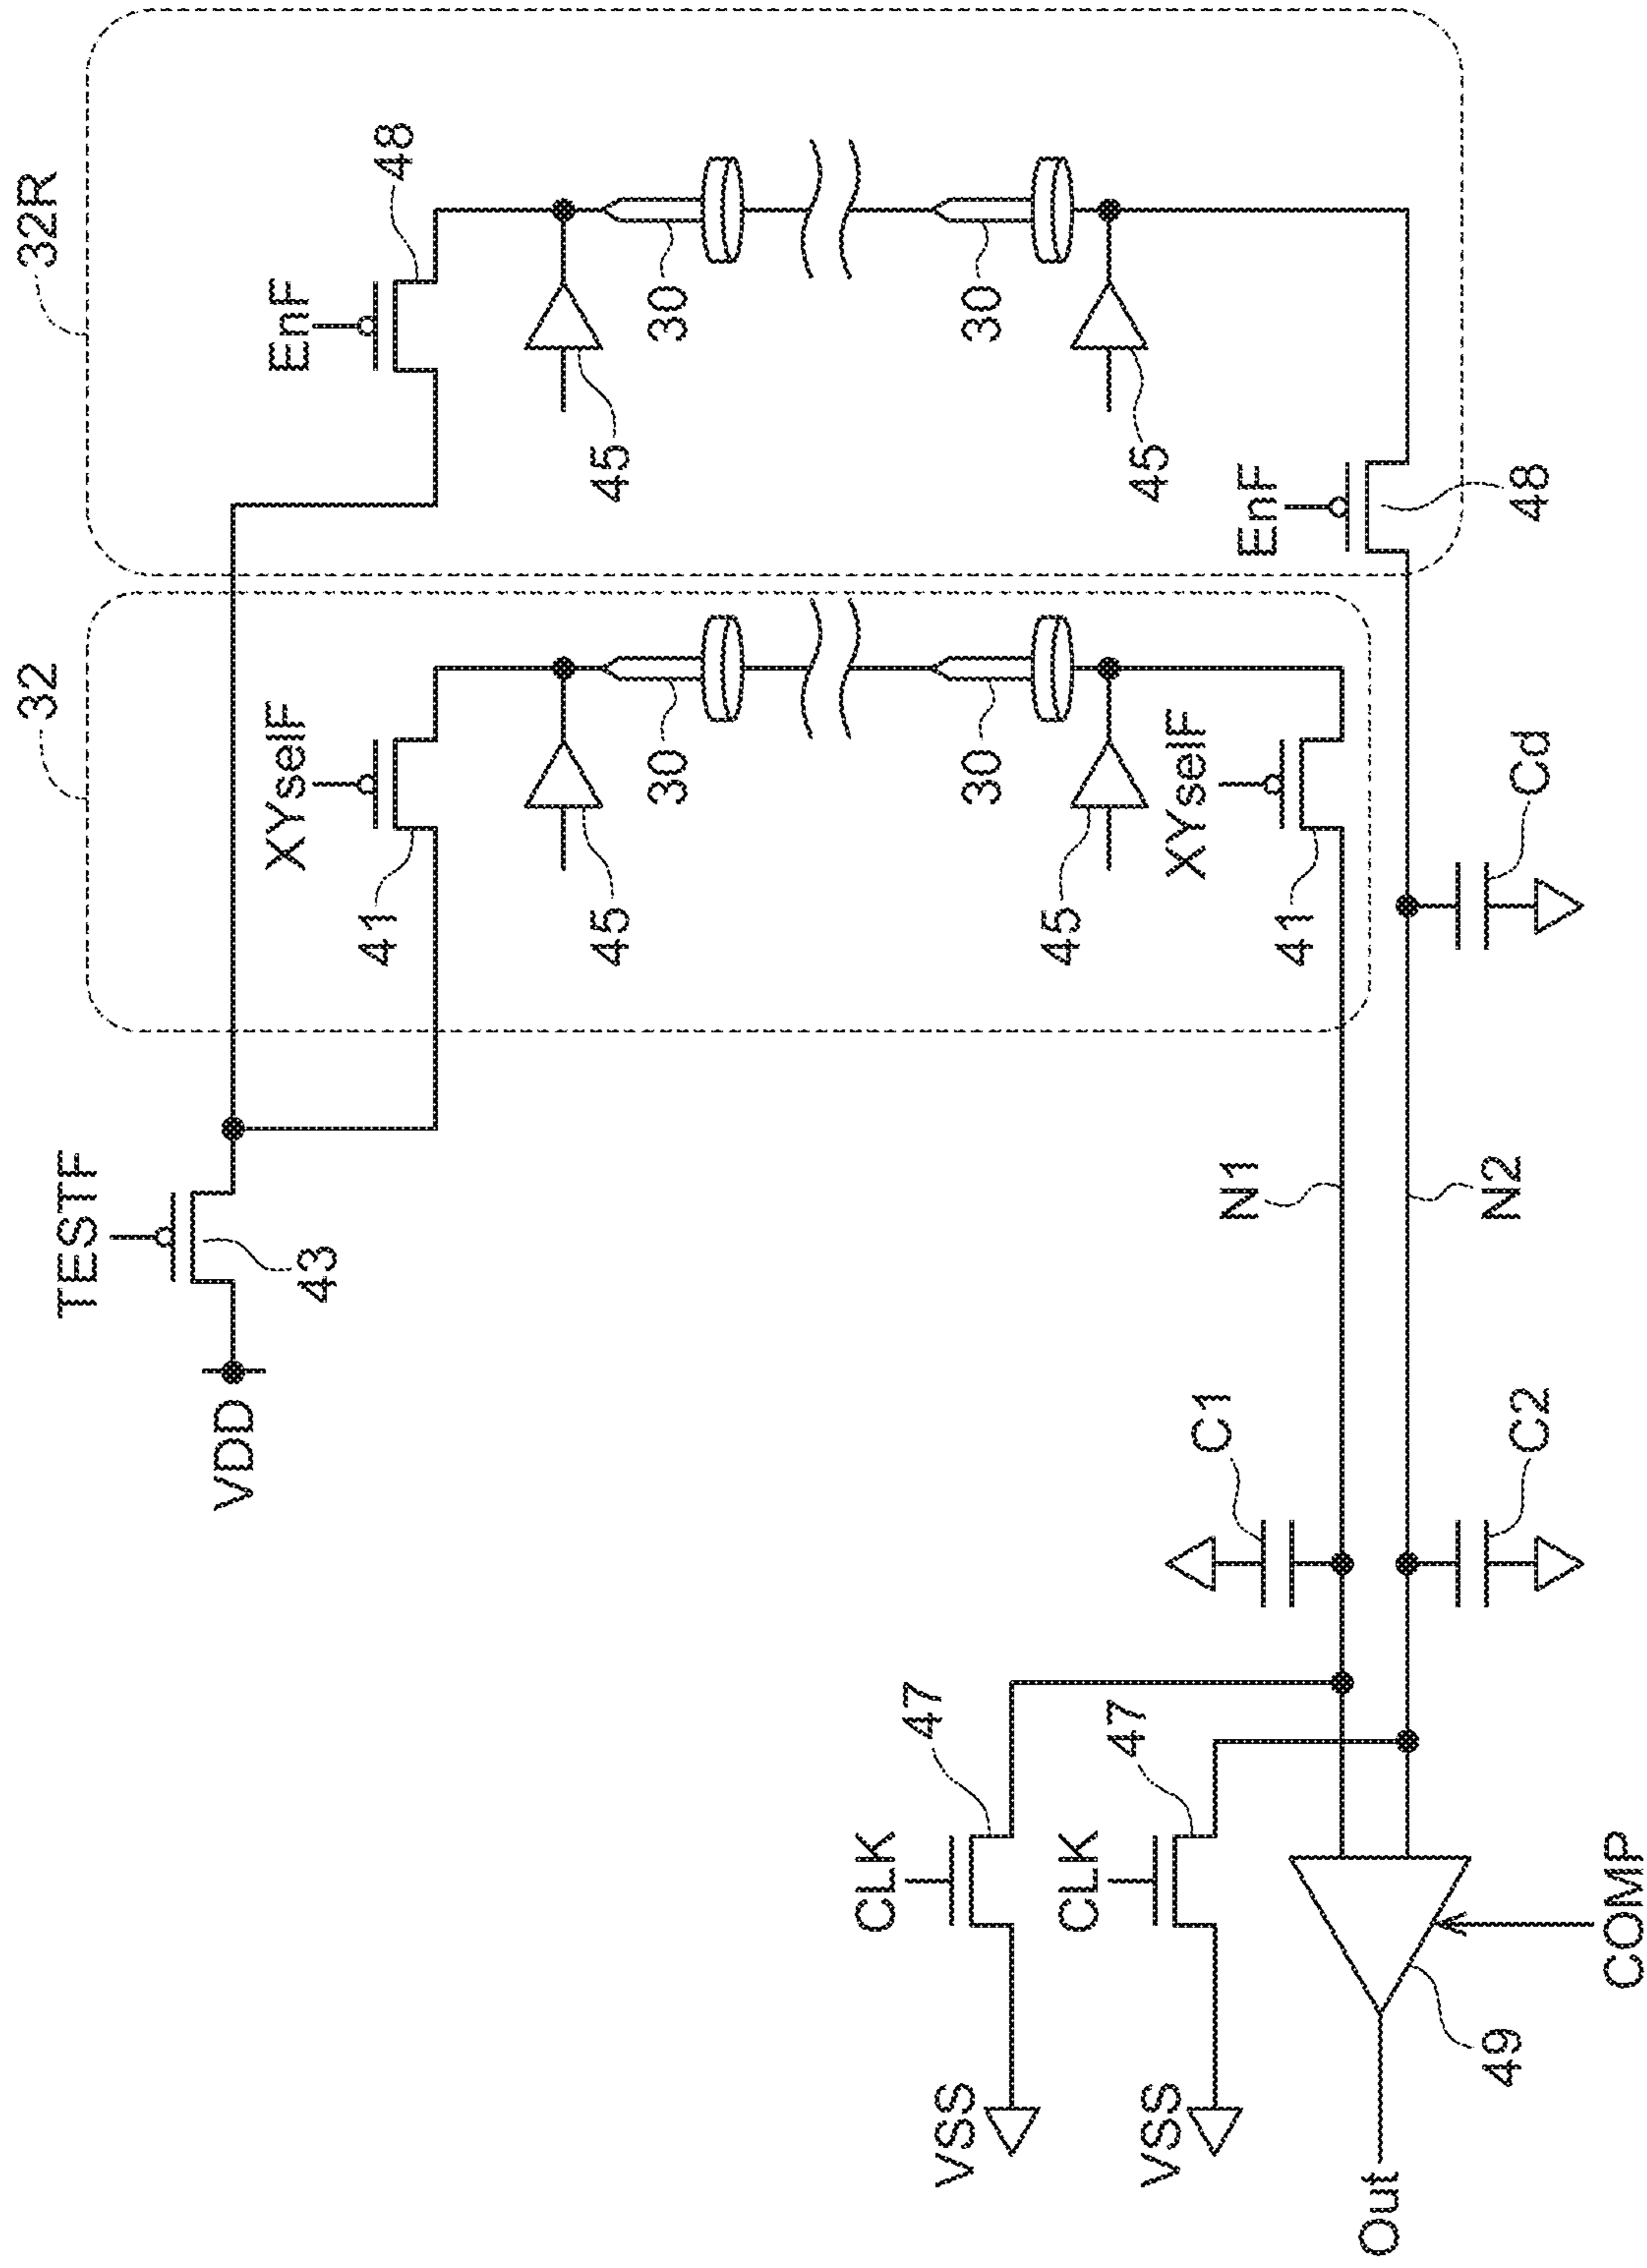 32R
32
EnF
48
30
30
45
45
EnF
48
XYselF
41
45
30
30
45
XYselF
41
Cd
TESTF
43
VDD
N1
N2
C1
C2
CLK
47
CLK
47
VSS
VSS
49
COMP
Out